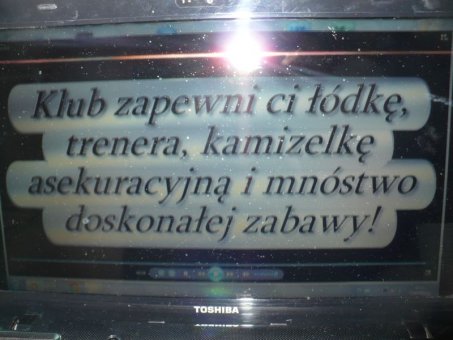 Klub zapewni ci łódkę,
trenera, kamizelkę
asekuracyjną i mnóstwo
doskonałej zabawy!
TOSHIBA